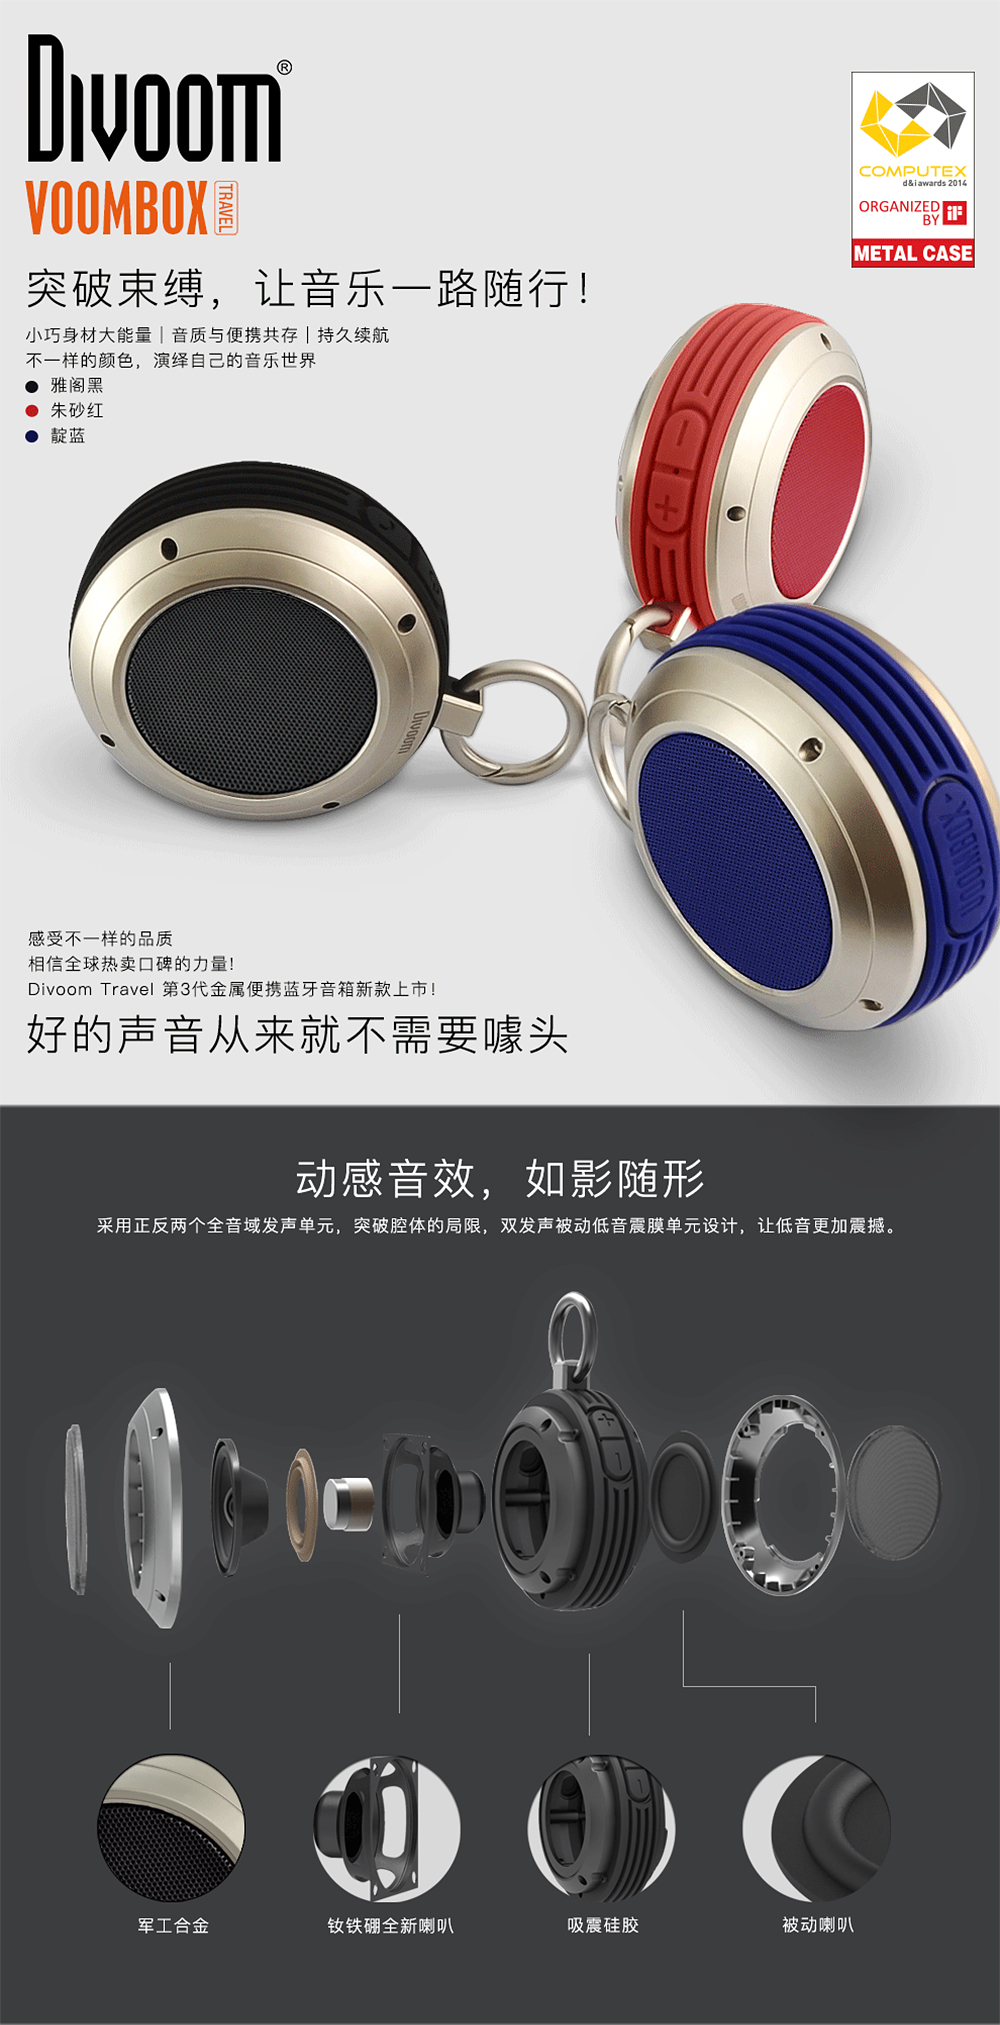 Divoom®
VOOMBOX TRAVEL
COMPUTEX
d&i awards 2014
ORGANIZED
BY iF
METAL CASE
突破束缚，让音乐一路随行！
小巧身材大能量｜音质与便携共存｜持久续航
不一样的颜色，演绎自己的音乐世界
● 雅阁黑
● 朱砂红
● 靛蓝
Divoom
VOOMBOX
感受不一样的品质
相信全球热卖口碑的力量！
Divoom Travel 第3代金属便携蓝牙音箱新款上市！
好的声音从来就不需要噱头
动感音效，如影随形
采用正反两个全音域发声单元，突破腔体的局限，双发声被动低音震膜单元设计，让低音更加震撼。
军工合金
钕铁硼全新喇叭
吸震硅胶
被动喇叭